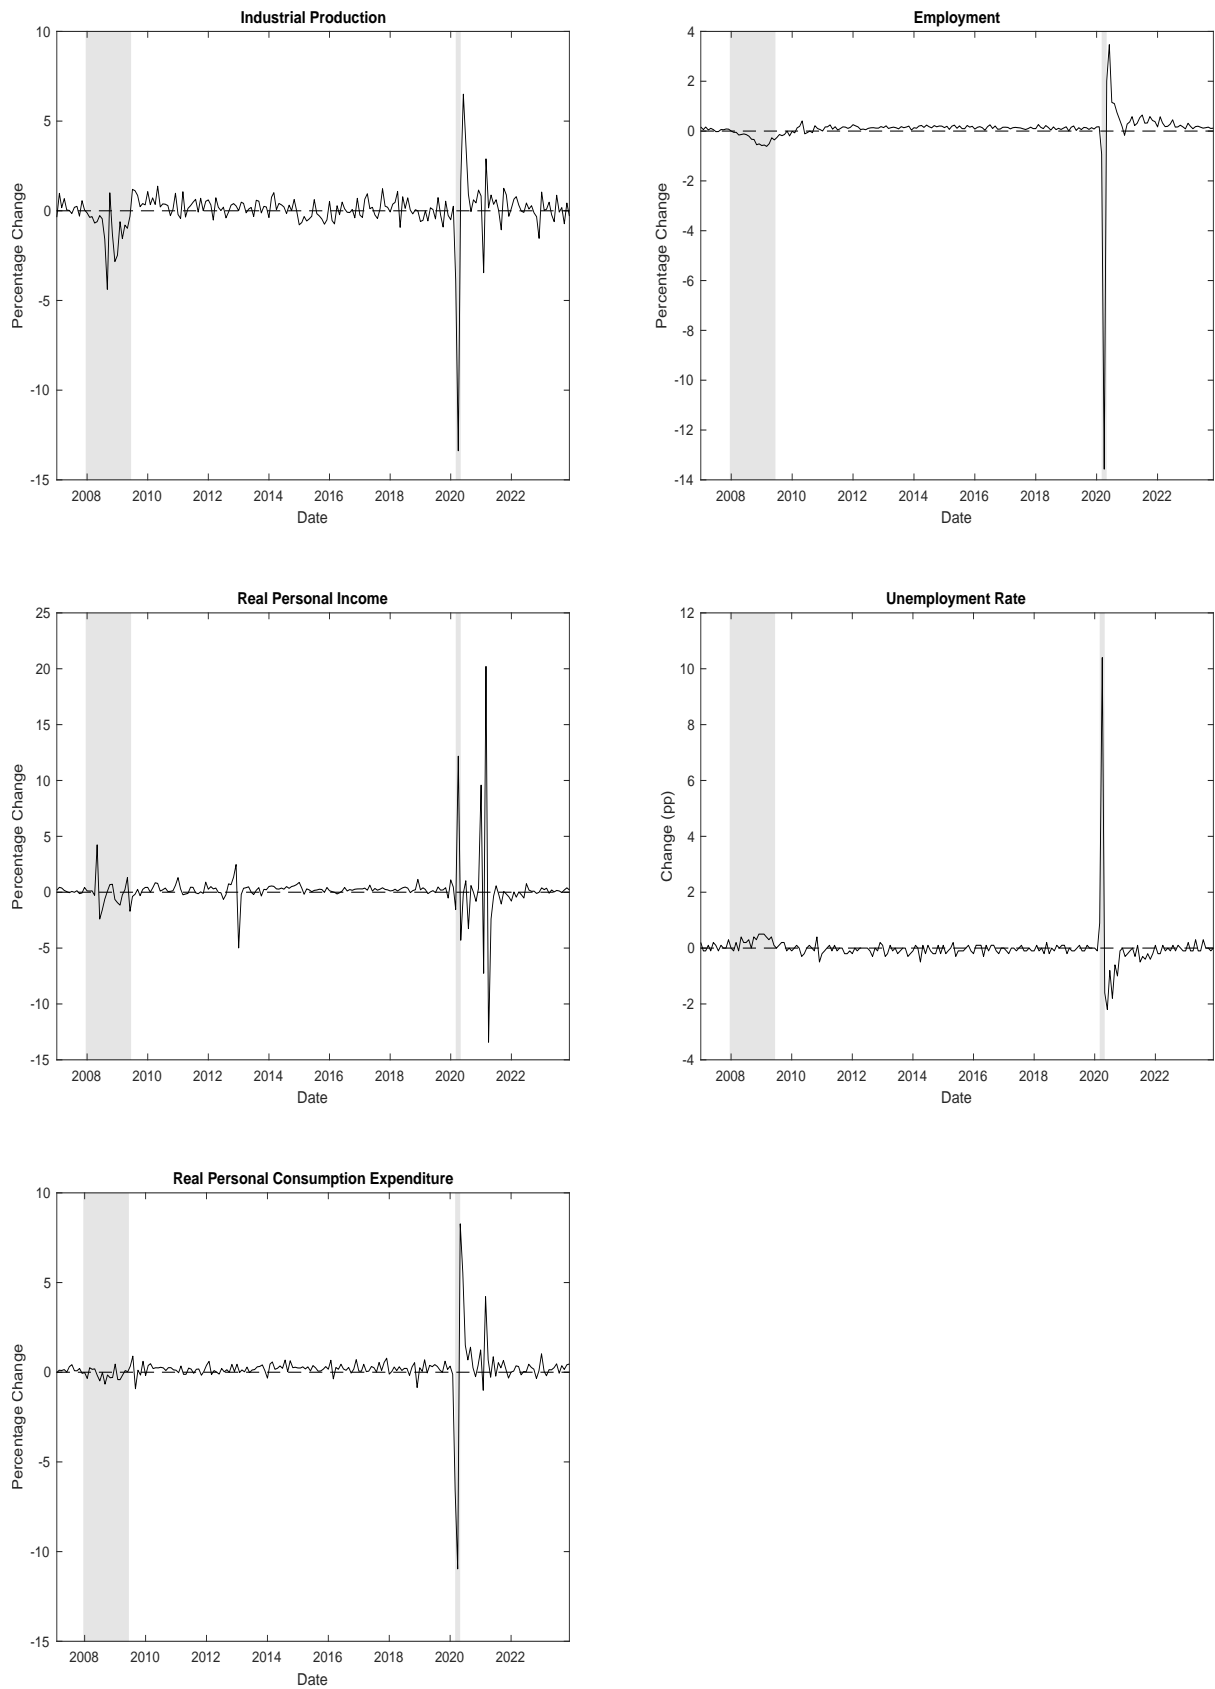 Industrial Production
10
5
0
-5
-10
-15
Percentage Change
2008 2010 2012 2014 2016 2018 2020 2022
Date
Employment
4
2
0
-2
-4
-6
-8
-10
-12
-14
Percentage Change
2008 2010 2012 2014 2016 2018 2020 2022
Date
Real Personal Income
25
20
15
10
5
0
-5
-10
-15
Percentage Change
2008 2010 2012 2014 2016 2018 2020 2022
Date
Unemployment Rate
12
10
8
6
4
2
0
-2
-4
Change (pp)
2008 2010 2012 2014 2016 2018 2020 2022
Date
Real Personal Consumption Expenditure
10
5
0
-5
-10
-15
Percentage Change
2008 2010 2012 2014 2016 2018 2020 2022
Date